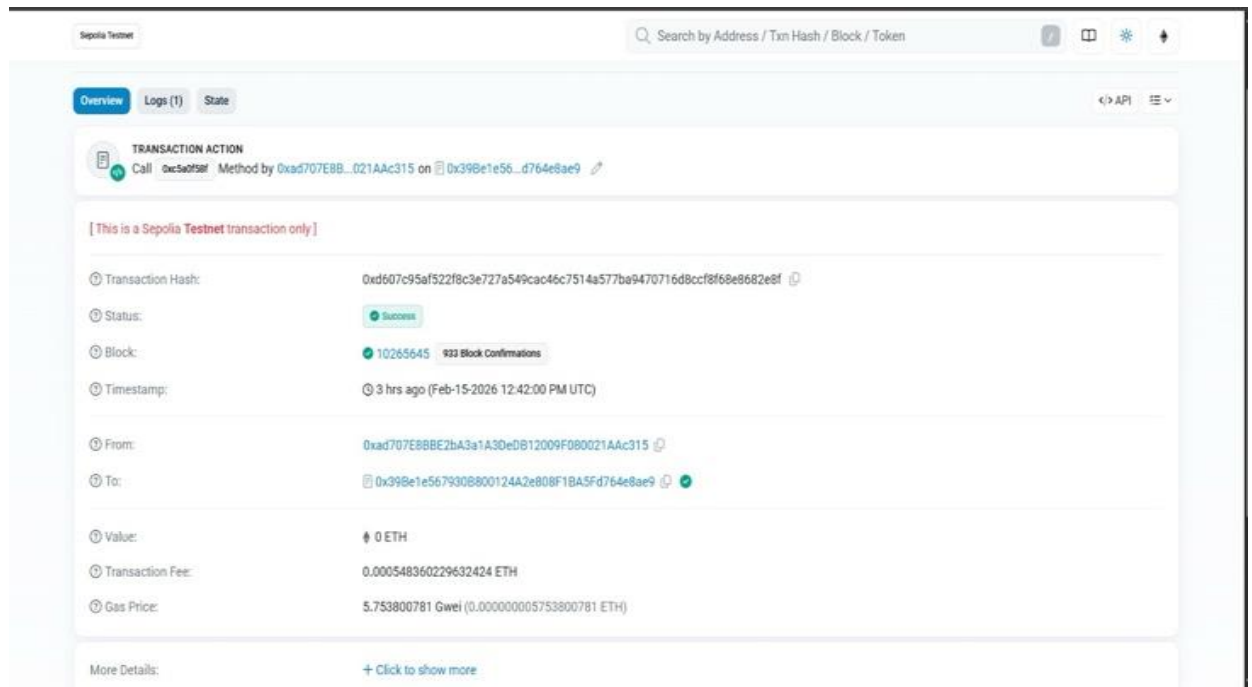 Sepolia Testnet
Search by Address / Txn Hash / Block / Token
/
Overview
Logs (1)
State
</> API
TRANSACTION ACTION
Call 0xc5a0f58f Method by 0xad707E8B...021AAc315 on 0x39Be1e56...d764e8ae9
[ This is a Sepolia Testnet transaction only ]
Transaction Hash: 0xd607c95af522f8c3e727a549cac46c7514a577ba9470716d8ccf8f68e8682e8f
Status: Success
Block: 10265645 933 Block Confirmations
Timestamp: 3 hrs ago (Feb-15-2026 12:42:00 PM UTC)
From: 0xad707E8BBE2bA3a1A3DeDB12009F080021AAc315
To: 0x39Be1e567930B800124A2e808F1BA5Fd764e8ae9
Value: 0 ETH
Transaction Fee: 0.000548360229632424 ETH
Gas Price: 5.753800781 Gwei (0.000000005753800781 ETH)
More Details: + Click to show more